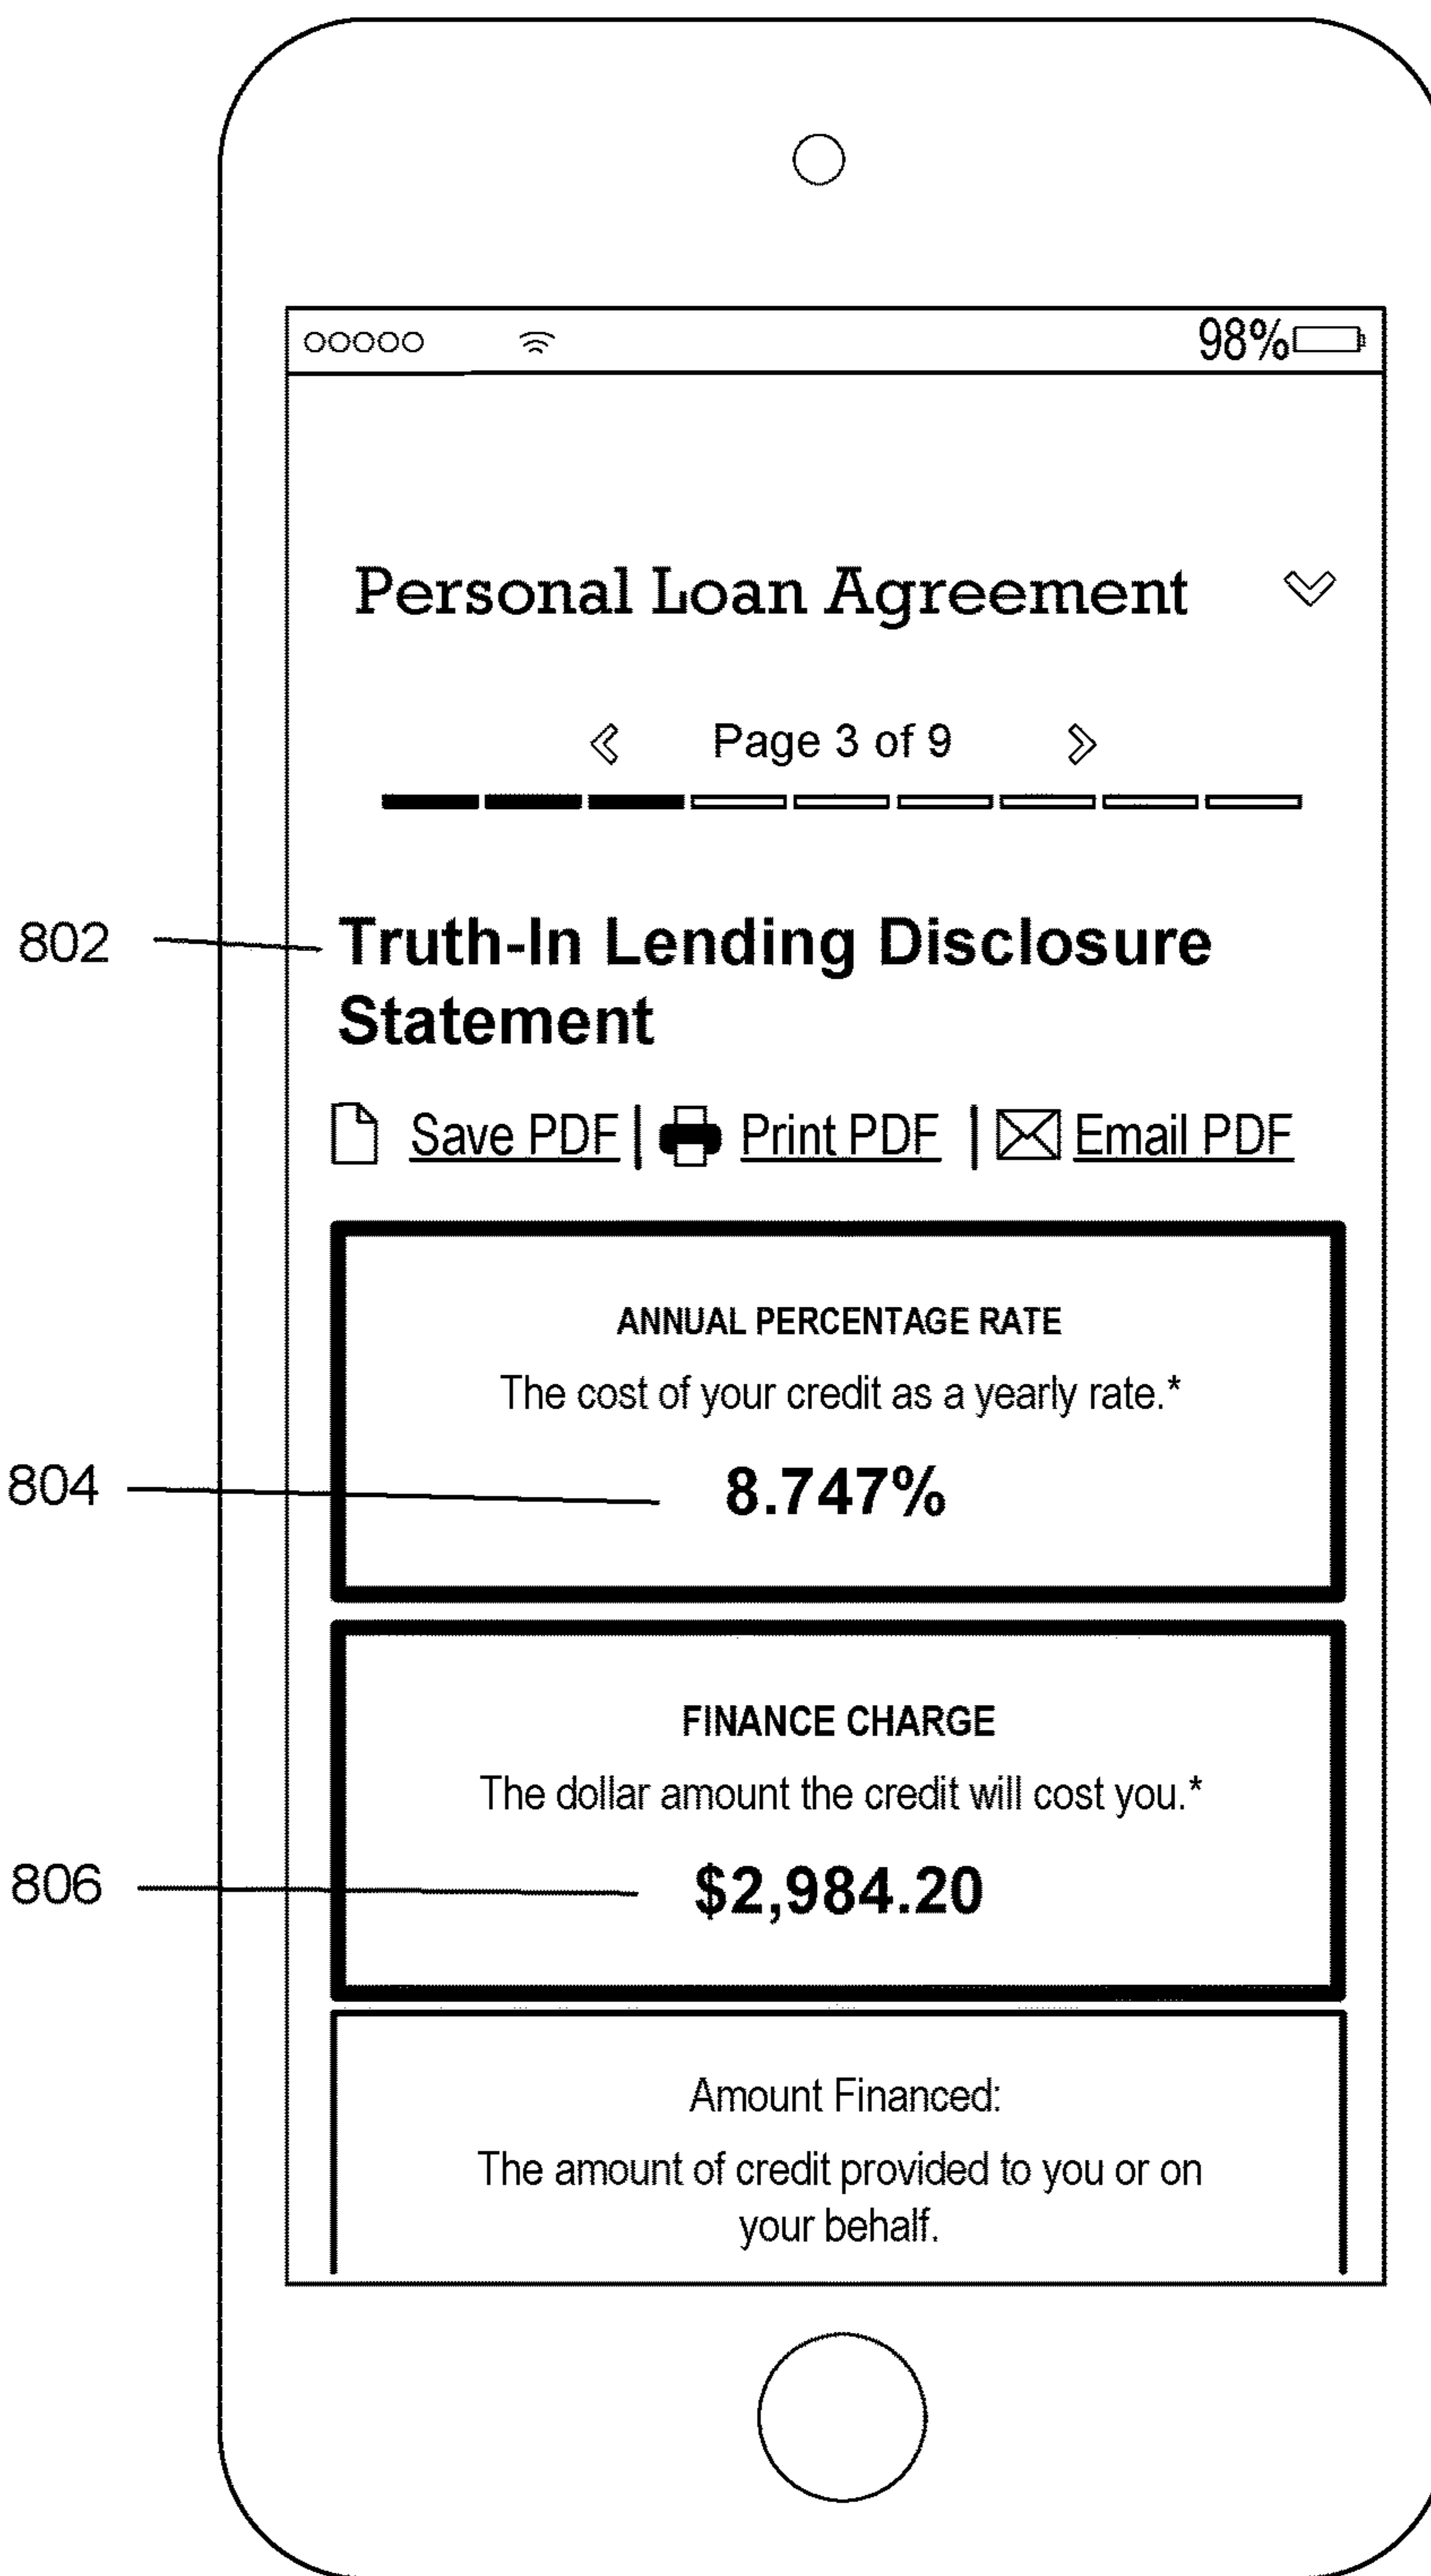 98%
Personal Loan Agreement
Page 3 of 9
802
Truth-In Lending Disclosure
Statement
Save PDF | Print PDF | Email PDF
ANNUAL PERCENTAGE RATE
The cost of your credit as a yearly rate.*
804
8.747%
FINANCE CHARGE
The dollar amount the credit will cost you.*
806
$2,984.20
Amount Financed:
The amount of credit provided to you or on
your behalf.